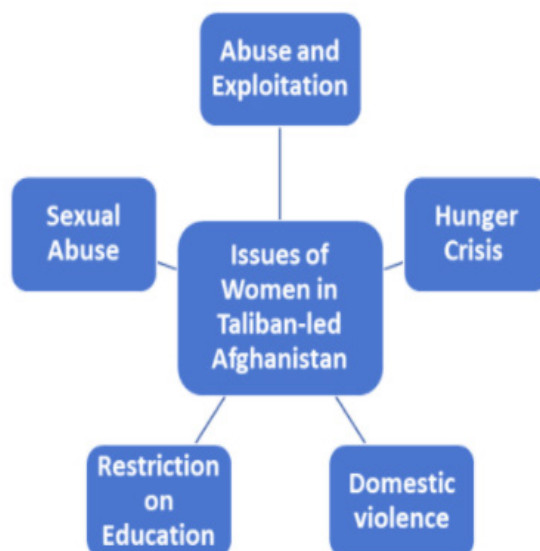 Abuse and
Exploitation
Sexual
Abuse
Hunger
Crisis
Issues of
Women in
Taliban-led
Afghanistan
Restriction
on
Education
Domestic
violence